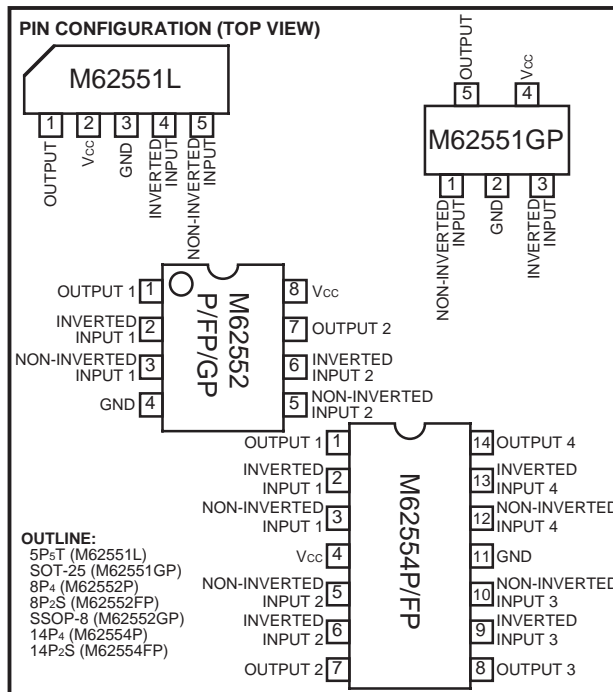 PIN CONFIGURATION (TOP VIEW)
M62551L
1
2
3
4
5
OUTPUT
Vcc
GND
INVERTED
INPUT
NON-INVERTED
INPUT
OUTPUT
Vcc
5
4
M62551GP
1
2
3
NON-INVERTED
INPUT
GND
INVERTED
INPUT
M62552
P/FP/GP
OUTPUT 1 1
INVERTED
INPUT 1 2
NON-INVERTED
INPUT 1 3
GND 4
8 Vcc
7 OUTPUT 2
6 INVERTED
INPUT 2
5 NON-INVERTED
INPUT 2
M62554P/FP
OUTPUT 1 1
INVERTED
INPUT 1 2
NON-INVERTED
INPUT 1 3
Vcc 4
NON-INVERTED
INPUT 2 5
INVERTED
INPUT 2 6
OUTPUT 2 7
14 OUTPUT 4
13 INVERTED
INPUT 4
12 NON-INVERTED
INPUT 4
11 GND
10 NON-INVERTED
INPUT 3
9 INVERTED
INPUT 3
8 OUTPUT 3
OUTLINE:
5P5T (M62551L)
SOT-25 (M62551GP)
8P4 (M62552P)
8P2S (M62552FP)
SSOP-8 (M62552GP)
14P4 (M62554P)
14P2S (M62554FP)